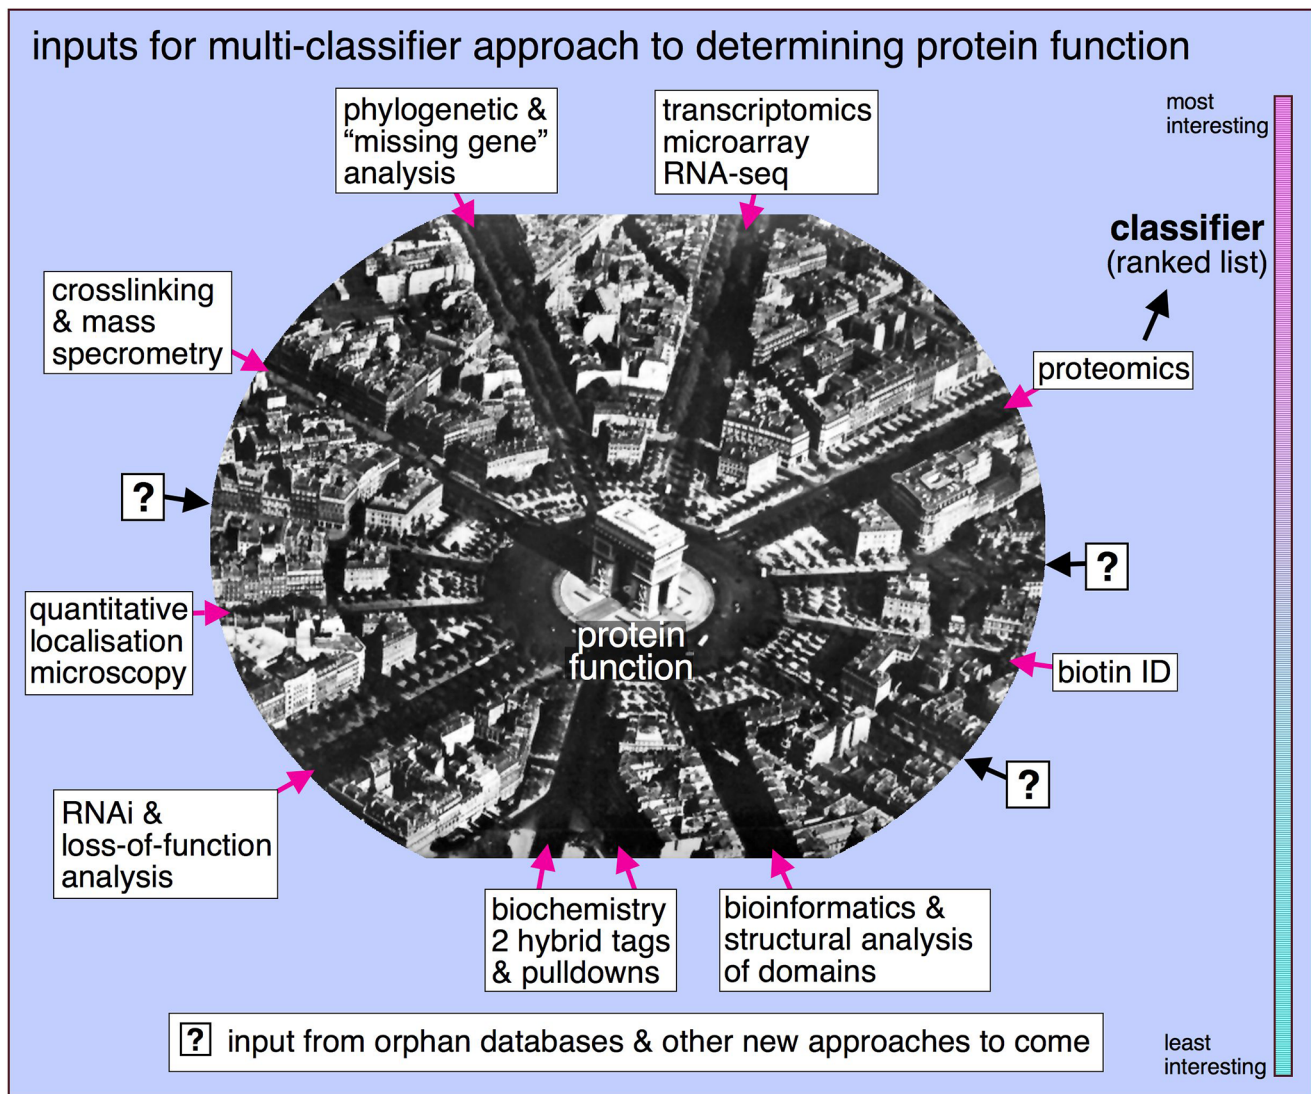 inputs for multi-classifier approach to determining protein function
phylogenetic &
“missing gene”
analysis
transcriptomics
microarray
RNA-seq
most
interesting
classifier
(ranked list)
crosslinking
& mass
specrometry
proteomics
?
?
quantitative
localisation
microscopy
protein
function
biotin ID
?
RNAi &
loss-of-function
analysis
biochemistry
2 hybrid tags
& pulldowns
bioinformatics &
structural analysis
of domains
? input from orphan databases & other new approaches to come
least
interesting